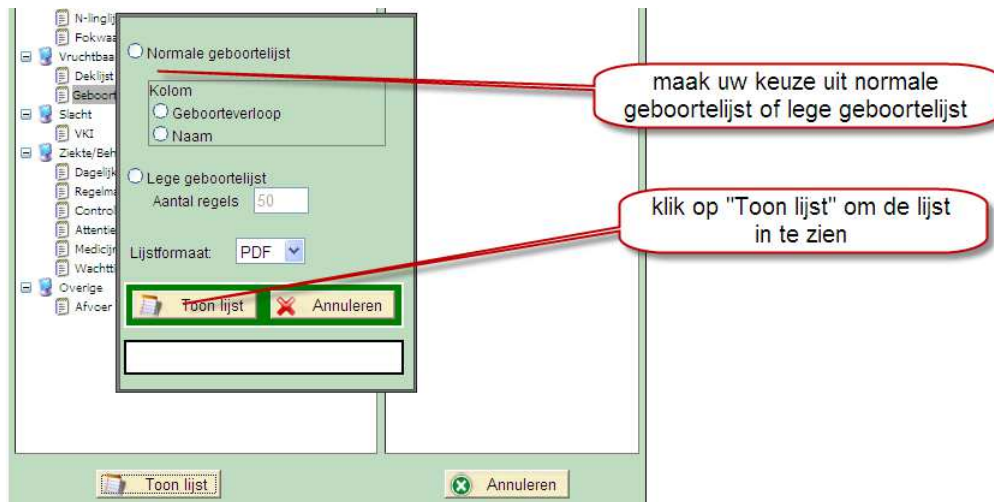 N-linglij
Fokwaa
Vruchtbaa
Deklijst
Geboort
Slacht
VKI
Ziekte/Beh
Dagelijk
Regelma
Control
Attentie
Medicijn
Wachtti
Overige
Afvoer
Normale geboortelijst
Kolom
Geboorteverloop
Naam
Lege geboortelijst
Aantal regels 50
Lijstformaat: PDF
Toon lijst Annuleren
maak uw keuze uit normale
geboortelijst of lege geboortelijst
klik op "Toon lijst" om de lijst
in te zien
Toon lijst Annuleren